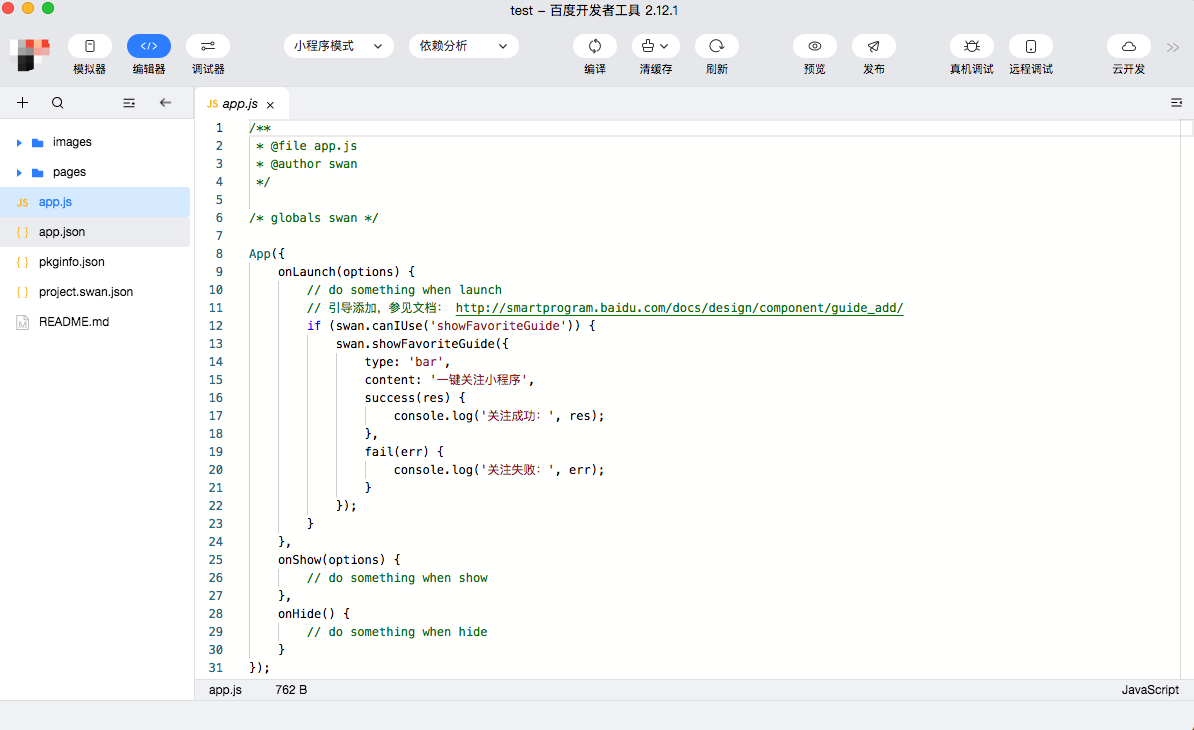 test – 百度开发者工具 2.12.1
小程序模式 依赖分析
模拟器 编辑器 调试器 编译 清缓存 刷新 预览 发布 真机调试 远程调试 云开发
JS app.js ×
images
pages
JS app.js
{ } app.json
{ } pkginfo.json
{ } project.swan.json
README.md
1 /**
2  * @file app.js
3  * @author swan
4  */
5
6 /* globals swan */
7
8 App({
9     onLaunch(options) {
10         // do something when launch
11         // 引导添加，参见文档： http://smartprogram.baidu.com/docs/design/component/guide_add/
12         if (swan.canIUse('showFavoriteGuide')) {
13             swan.showFavoriteGuide({
14                 type: 'bar',
15                 content: '一键关注小程序',
16                 success(res) {
17                     console.log('关注成功：', res);
18                 },
19                 fail(err) {
20                     console.log('关注失败：', err);
21                 }
22             });
23         }
24     },
25     onShow(options) {
26         // do something when show
27     },
28     onHide() {
29         // do something when hide
30     }
31 });
app.js 762 B JavaScript